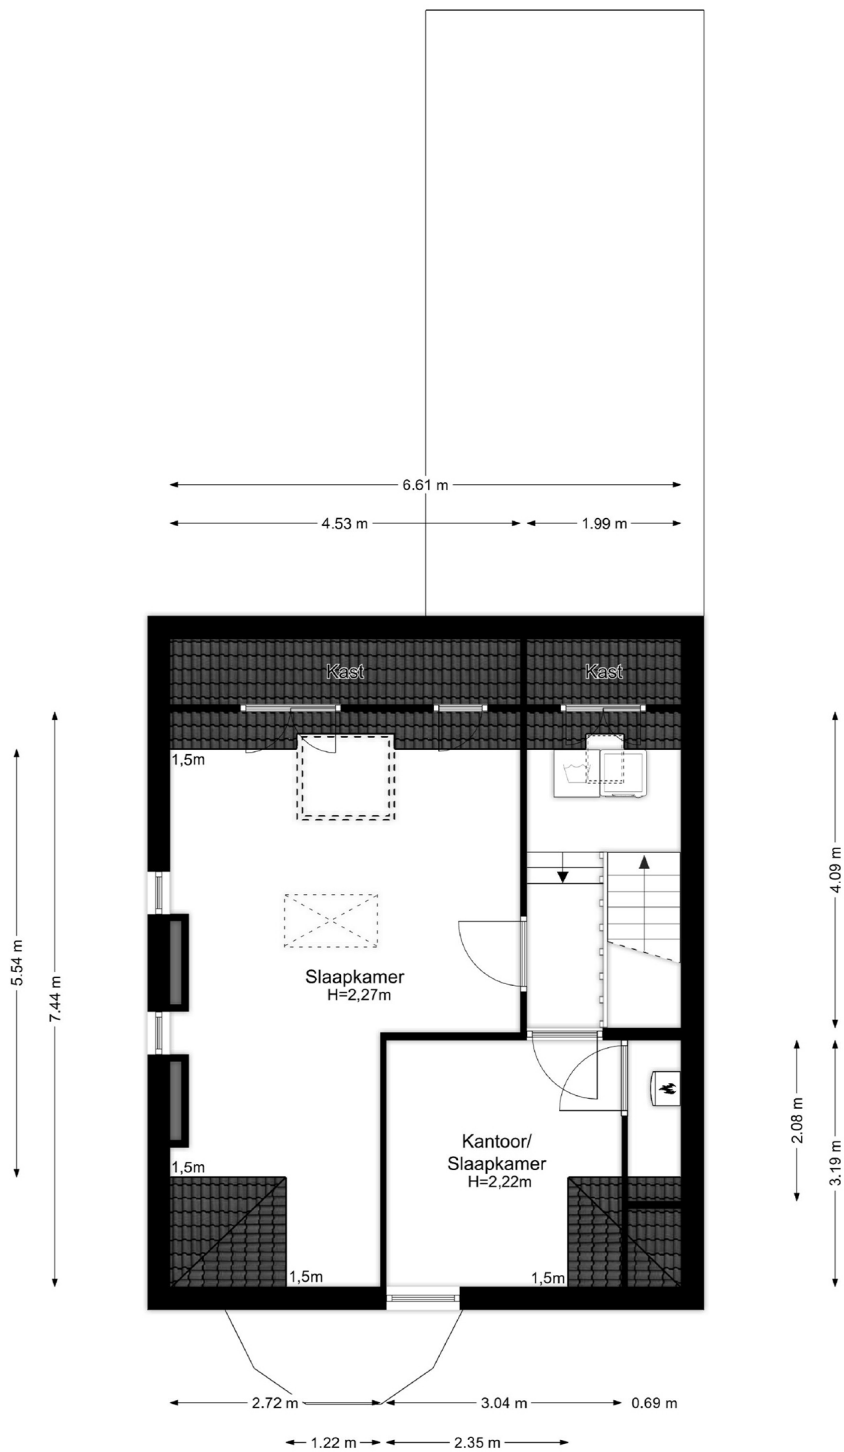 6.61 m
4.53 m
1.99 m
Kast
Kast
1,5m
4.09 m
5.54 m
7.44 m
Slaapkamer
H=2,27m
2.08 m
3.19 m
Kantoor/
Slaapkamer
H=2,22m
1,5m
1,5m
1,5m
2.72 m
3.04 m
0.69 m
1.22 m
2.35 m